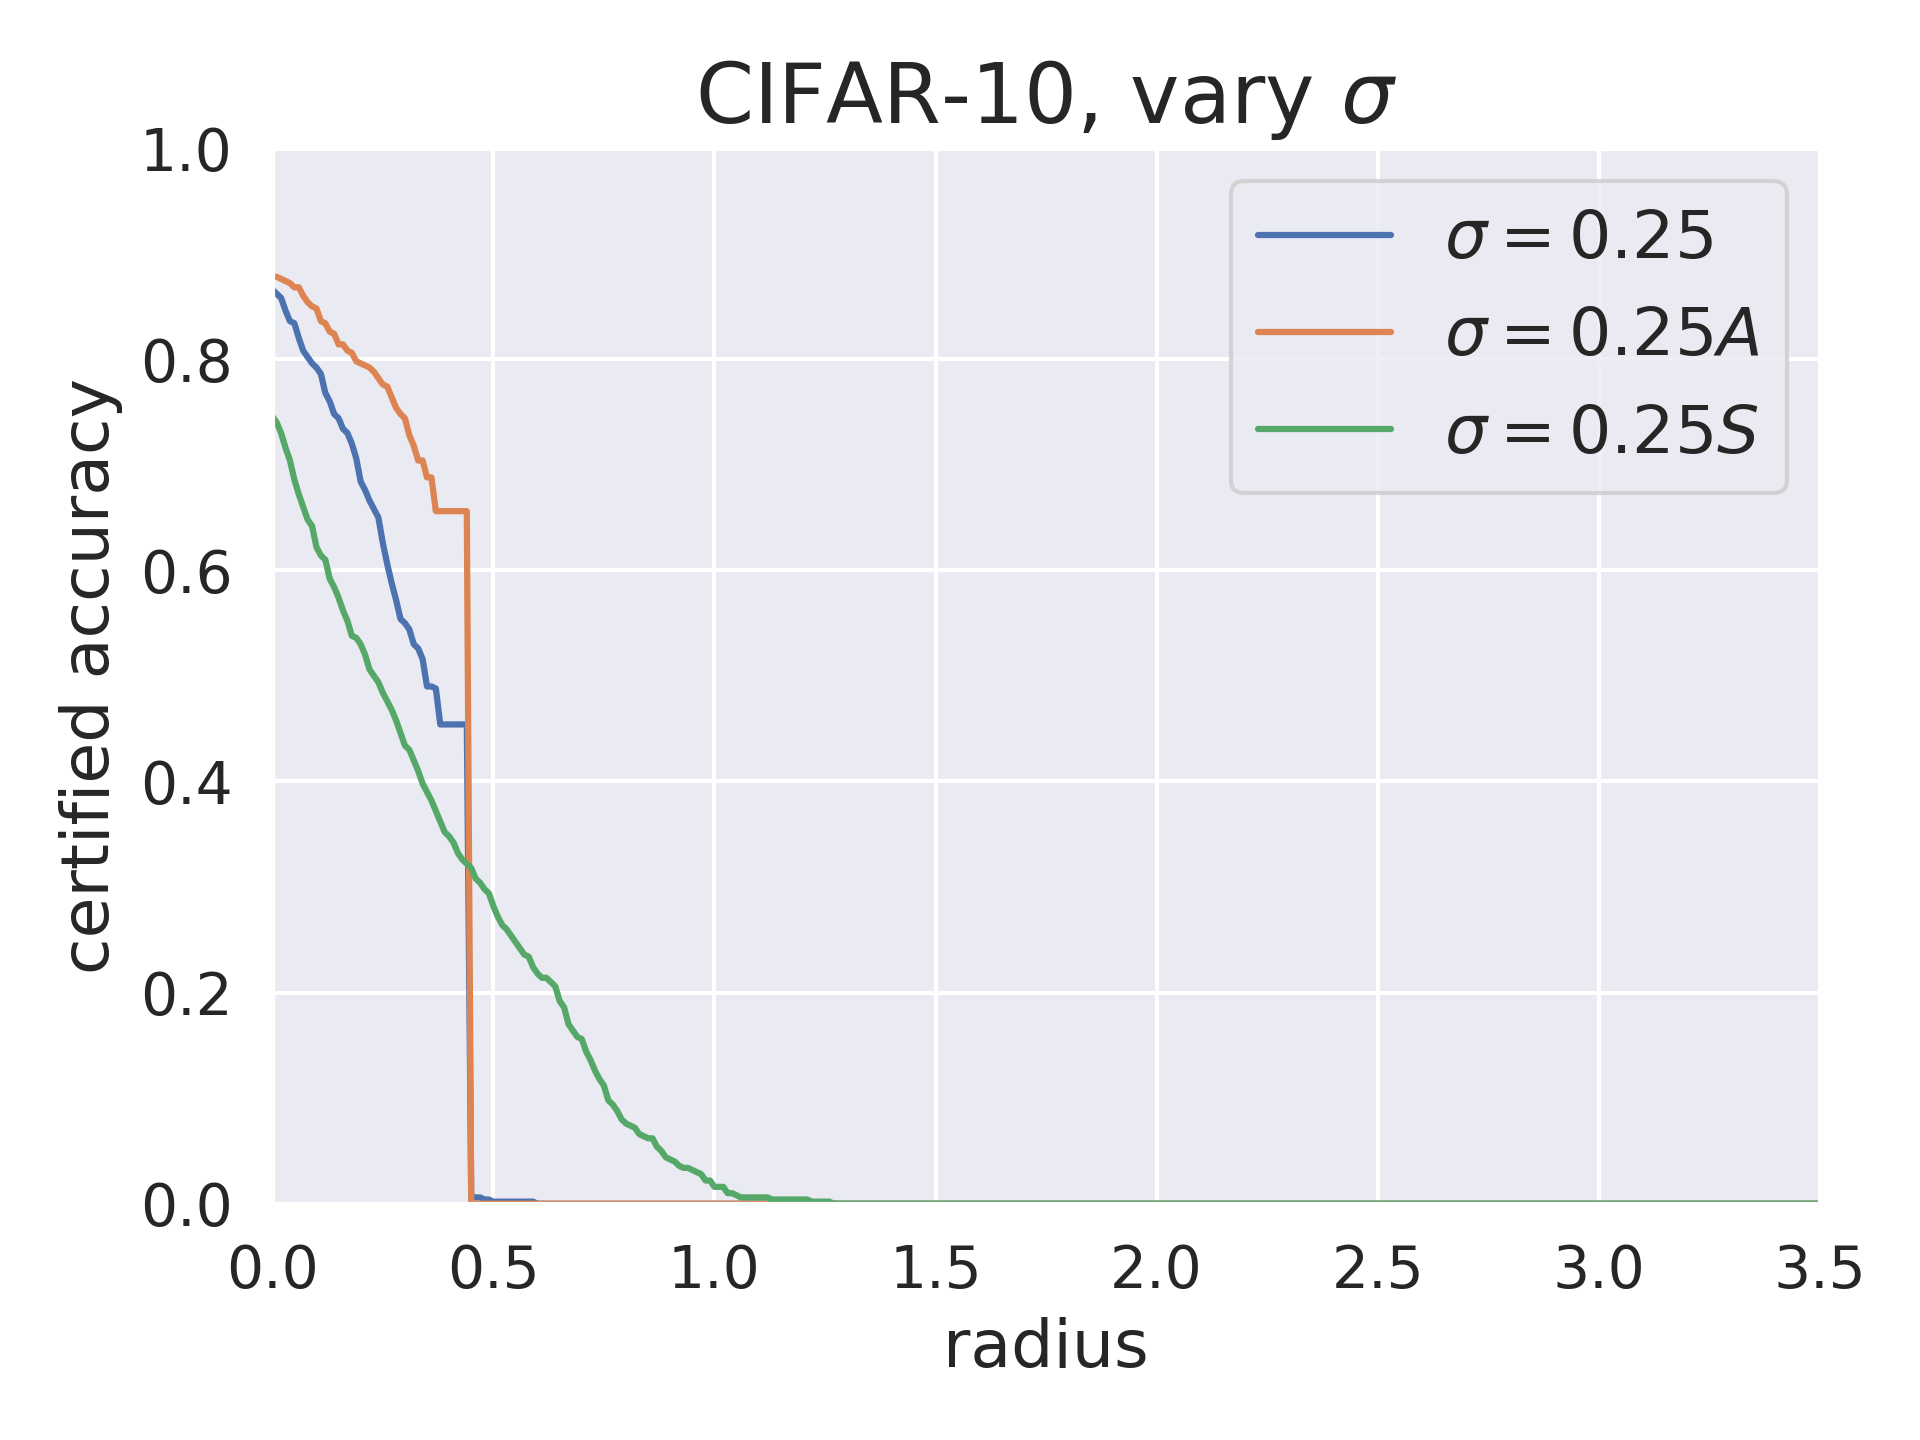 CIFAR-10, vary σ
certified accuracy
1.0
0.8
0.6
0.4
0.2
0.0
σ = 0.25
σ = 0.25A
σ = 0.25S
0.0 0.5 1.0 1.5 2.0 2.5 3.0 3.5
radius